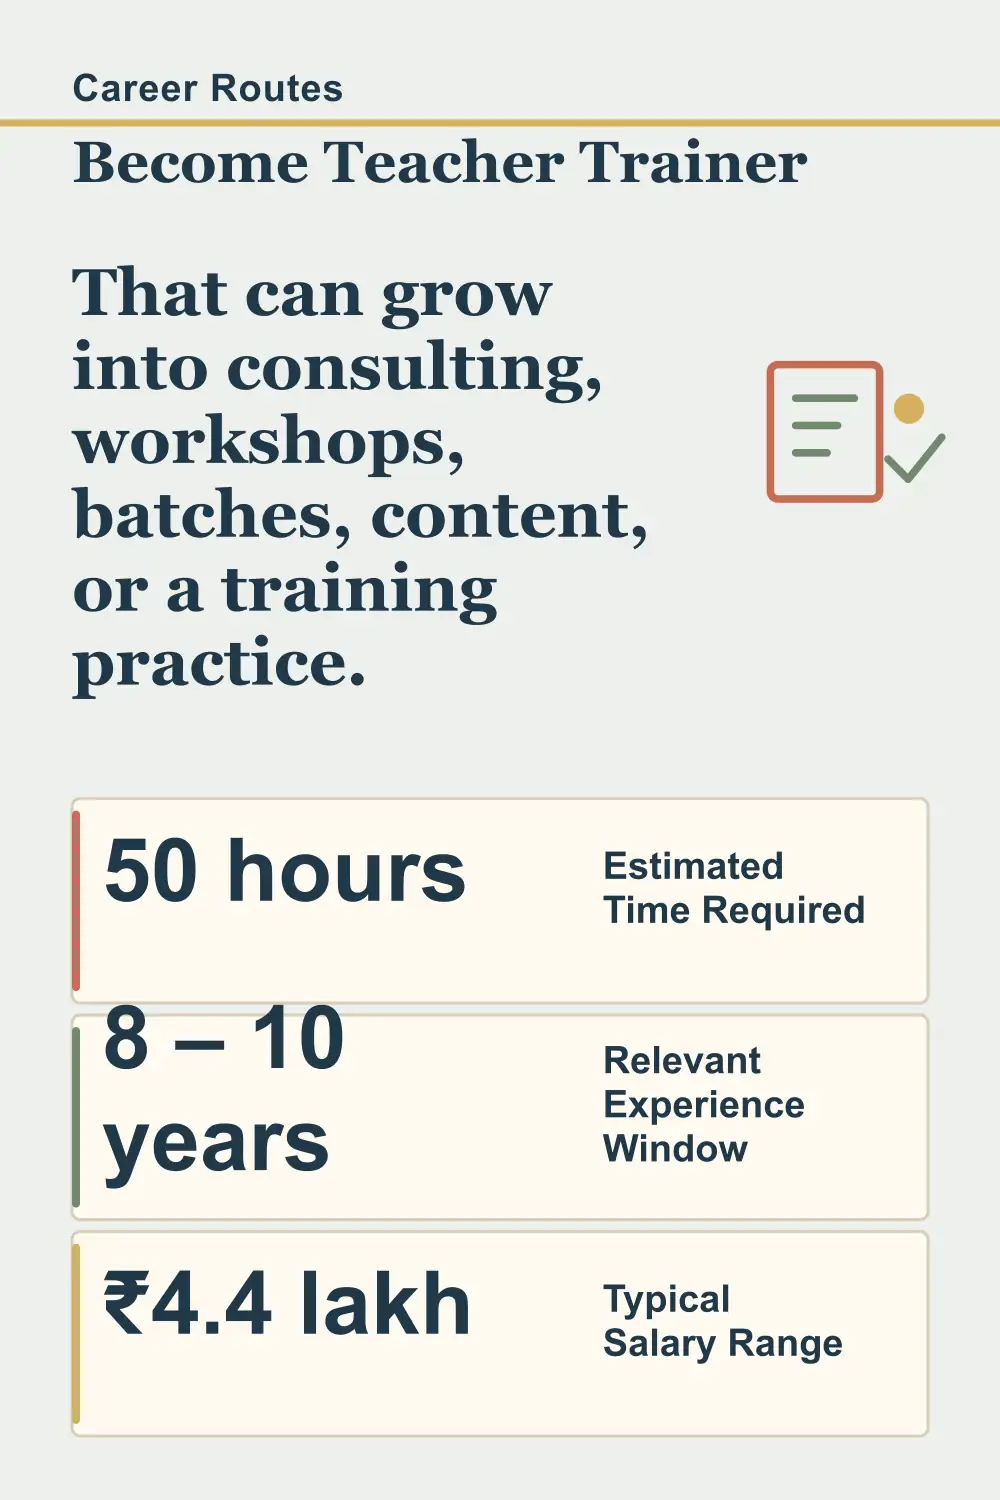 Career Routes
Become Teacher Trainer
That can grow
into consulting,
workshops,
batches, content,
or a training
practice.
50 hours
Estimated
Time Required
8 – 10
years
Relevant
Experience
Window
₹4.4 lakh
Typical
Salary Range